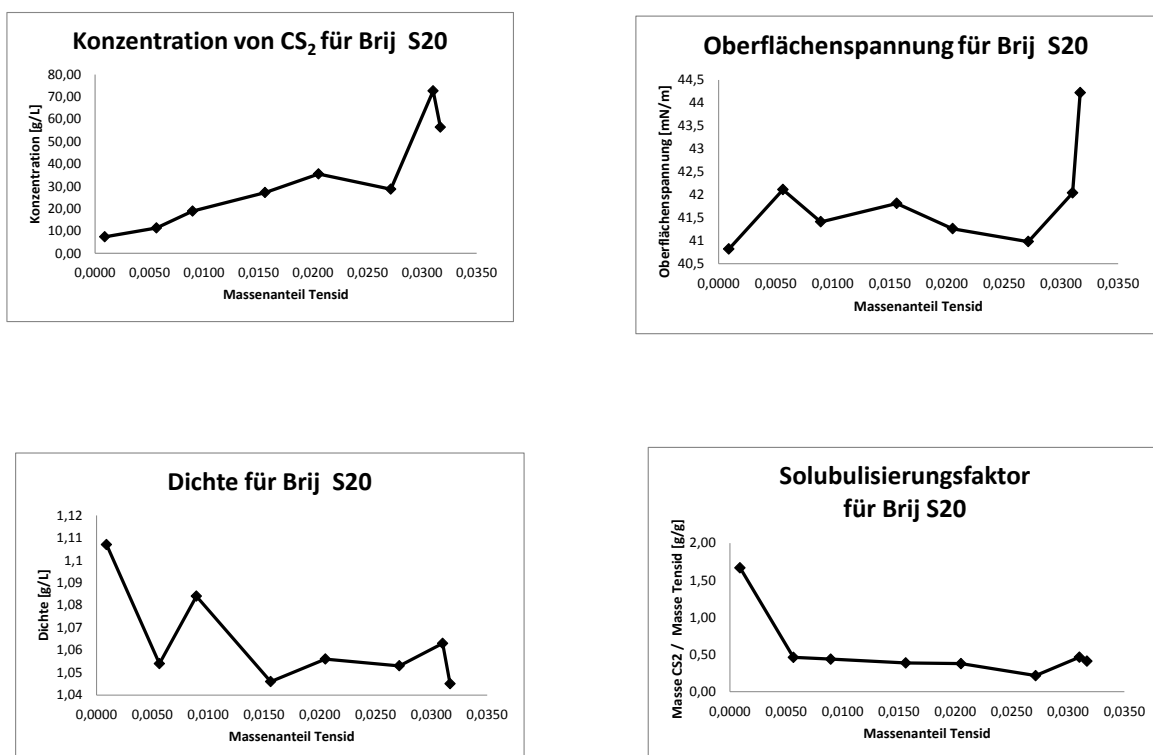 Konzentration von CS₂ für Brij S20
Konzentration [g/L]
80,00
70,00
60,00
50,00
40,00
30,00
20,00
10,00
0,00
0,0000 0,0050 0,0100 0,0150 0,0200 0,0250 0,0300 0,0350
Massenanteil Tensid
Oberflächenspannung für Brij S20
Oberflächenspannung [mN/m]
44,5
44
43,5
43
42,5
42
41,5
41
40,5
0,0000 0,0050 0,0100 0,0150 0,0200 0,0250 0,0300 0,0350
Massenanteil Tensid
Dichte für Brij S20
Dichte [g/L]
1,12
1,11
1,1
1,09
1,08
1,07
1,06
1,05
1,04
0,0000 0,0050 0,0100 0,0150 0,0200 0,0250 0,0300 0,0350
Massenanteil Tensid
Solubulisierungsfaktor
für Brij S20
Masse CS2 / Masse Tensid [g/g]
2,00
1,50
1,00
0,50
0,00
0,0000 0,0050 0,0100 0,0150 0,0200 0,0250 0,0300 0,0350
Massenanteil Tensid